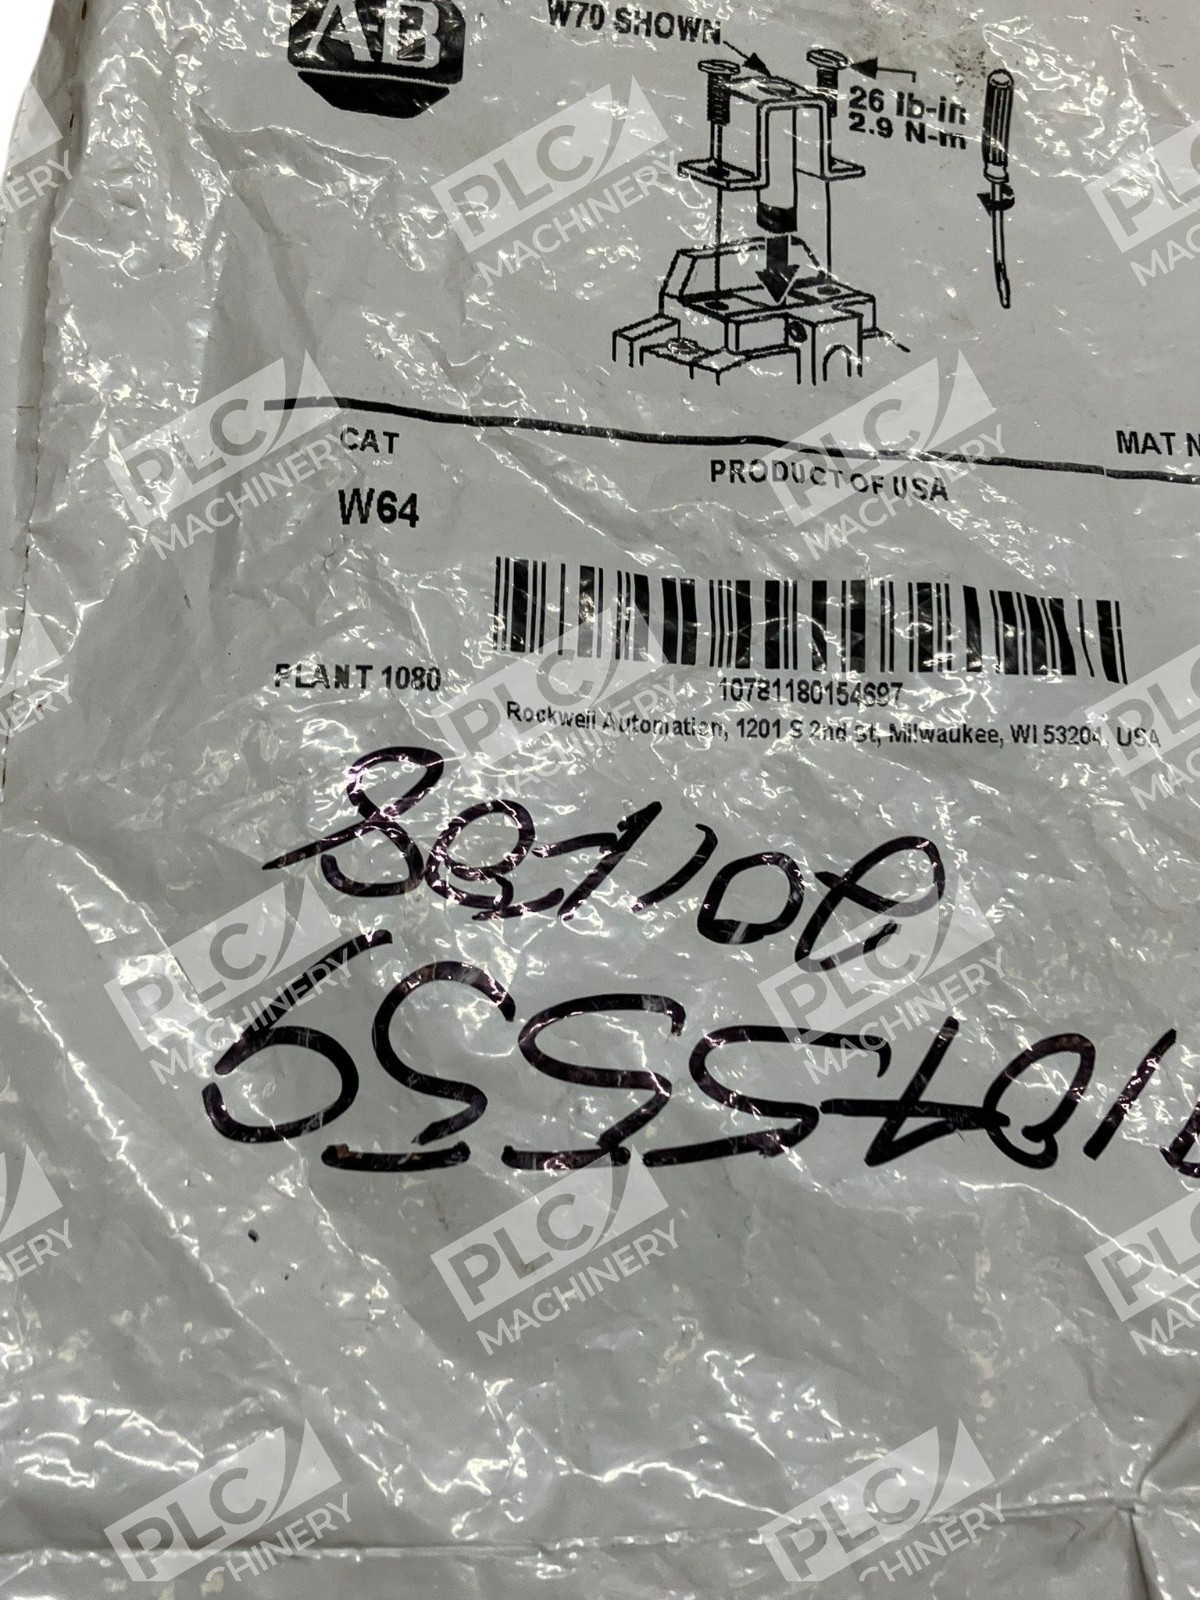 A-B
W70 SHOWN
26 lb-in
2.9 N-m
CAT
W64
PRODUCT OF USA
MAT N
PLANT 1080
10781180154697
Rockwell Automation, 1201 S 2nd St, Milwaukee, WI 53204, USA
PLC
MACHINERY